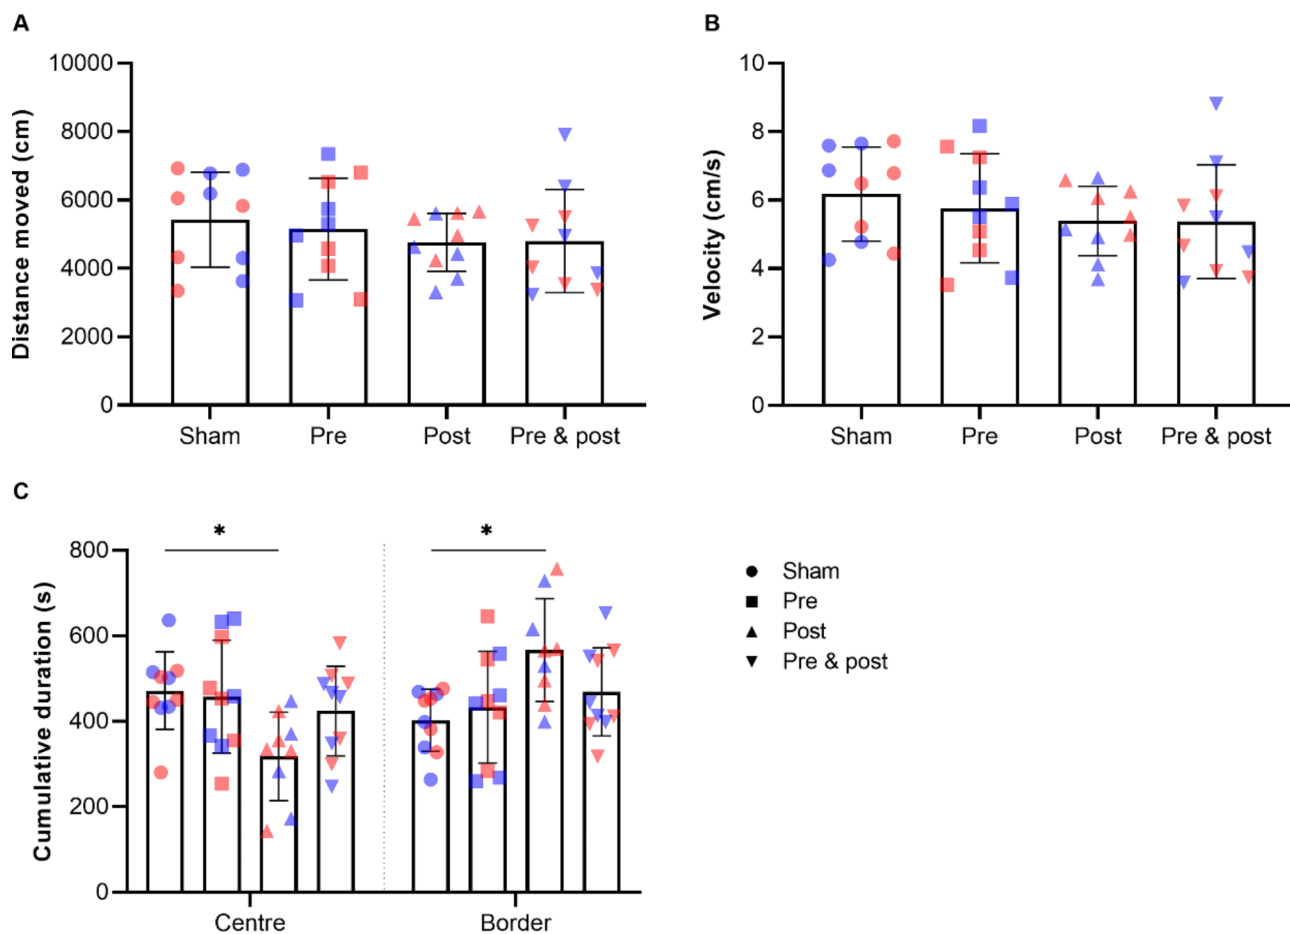 A
Distance moved (cm)
10000
8000
6000
4000
2000
0
Sham Pre Post Pre & post
B
Velocity (cm/s)
10
8
6
4
2
0
Sham Pre Post Pre & post
C
Cumulative duration (s)
800
600
400
200
0
* *
Centre Border
Sham
Pre
Post
Pre & post